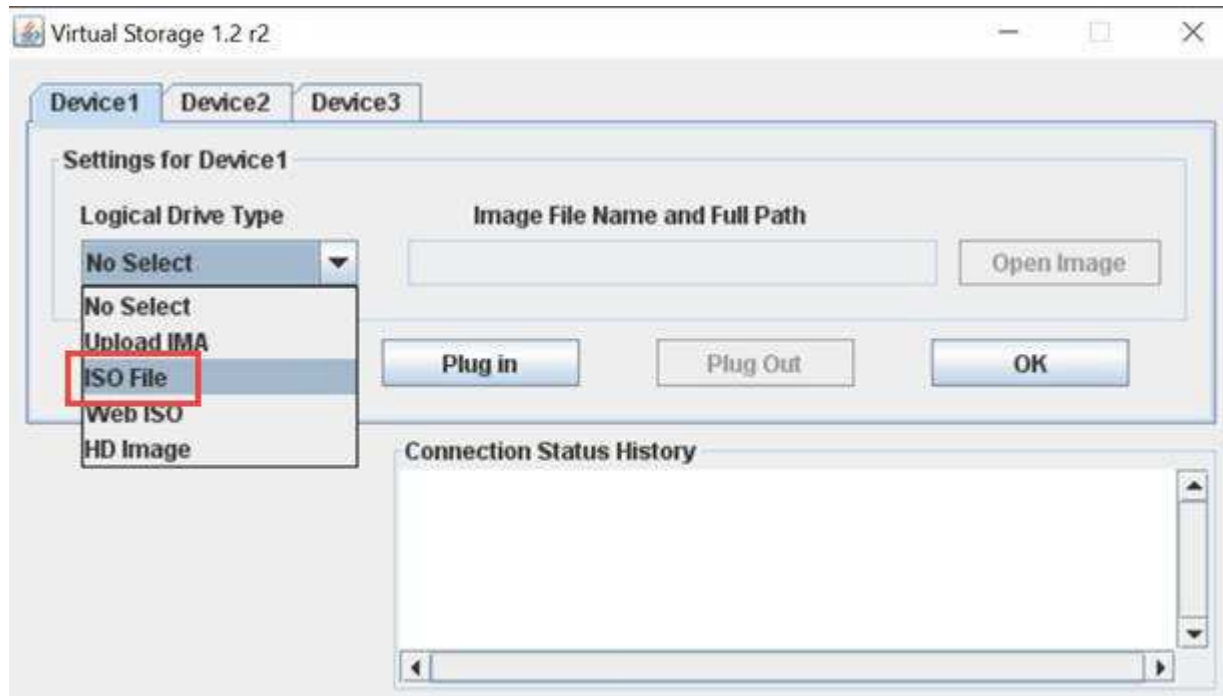 Virtual Storage 1.2 r2
Device1 Device2 Device3
Settings for Device1
Logical Drive Type Image File Name and Full Path
No Select Open Image
No Select
Upload IMA
ISO File
Web ISO
HD Image
Plug in Plug Out OK
Connection Status History